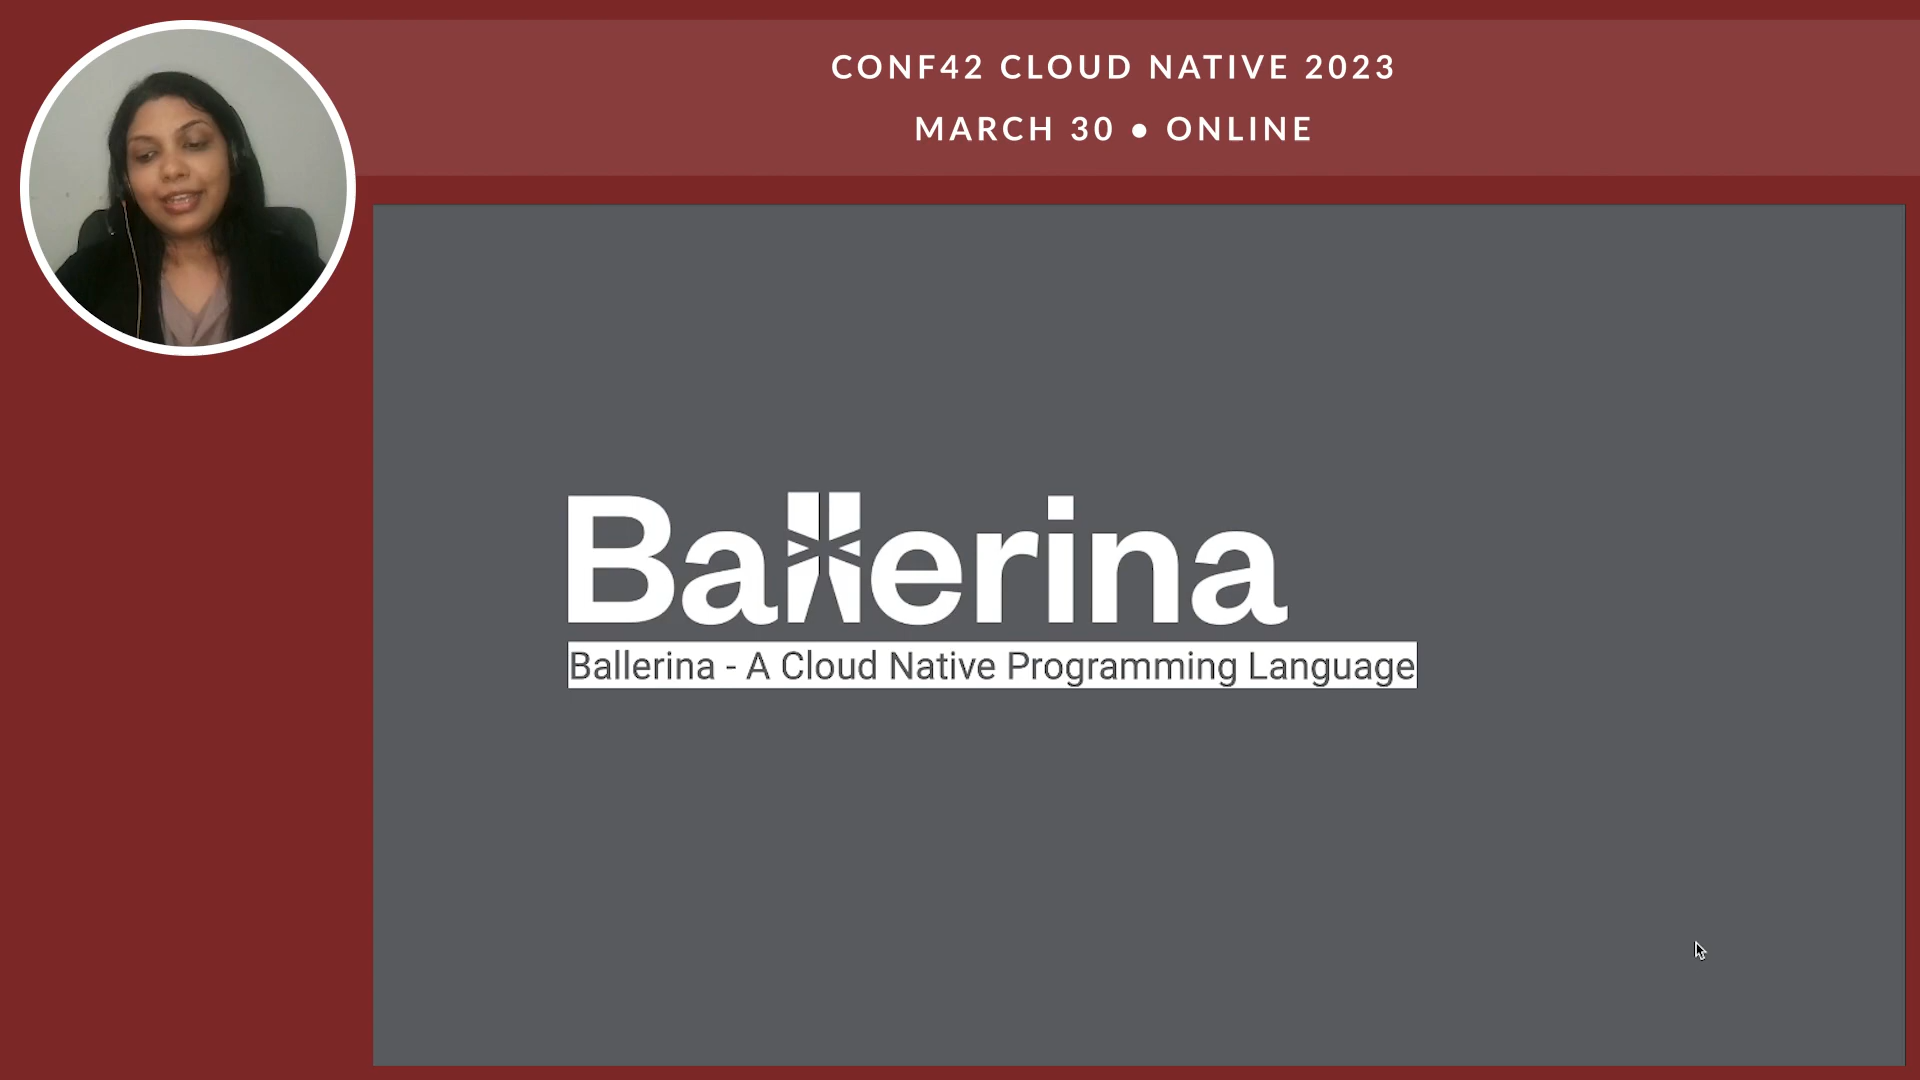 CONF42 CLOUD NATIVE 2023
MARCH 30 • ONLINE
Ballerina
Ballerina - A Cloud Native Programming Language